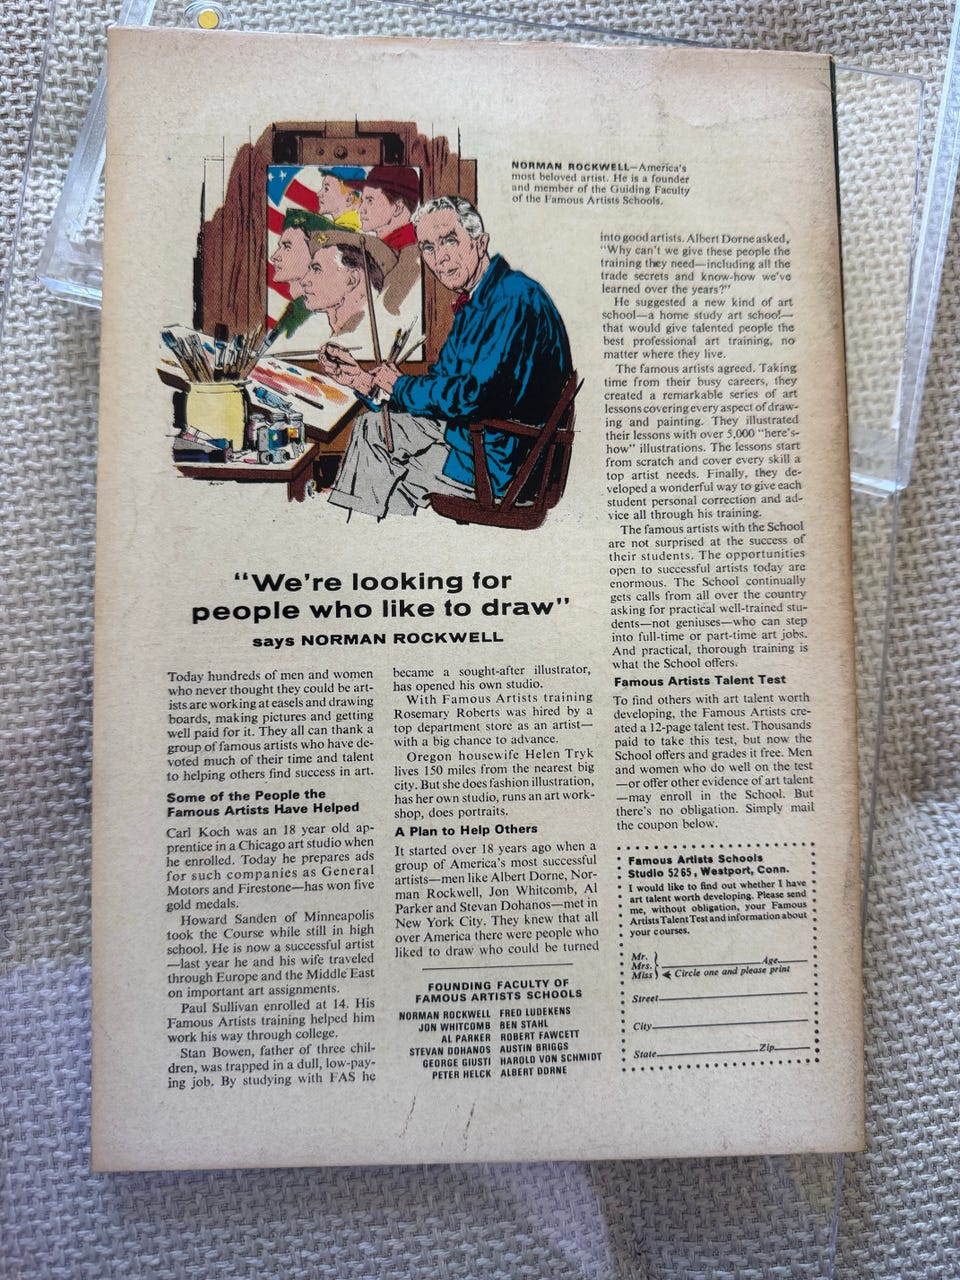 NORMAN ROCKWELL—America's
most beloved artist. He is a founder
and member of the Guiding Faculty
of the Famous Artists Schools.
"We're looking for
people who like to draw"
says NORMAN ROCKWELL
Today hundreds of men and women
who never thought they could be art-
ists are working at easels and drawing
boards, making pictures and getting
well paid for it. They all can thank a
group of famous artists who have de-
voted much of their time and talent
to helping others find success in art.
Some of the People the
Famous Artists Have Helped
Carl Koch was an 18 year old ap-
prentice in a Chicago art studio when
he enrolled. Today he prepares ads
for such companies as General
Motors and Firestone—has won five
gold medals.
Howard Sanden of Minneapolis
took the Course while still in high
school. He is now a successful artist
—last year he and his wife traveled
through Europe and the Middle East
on important art assignments.
Paul Sullivan enrolled at 14. His
Famous Artists training helped him
work his way through college.
Stan Bowen, father of three chil-
dren, was trapped in a dull, low-pay-
ing job. By studying with FAS he
became a sought-after illustrator,
has opened his own studio.
With Famous Artists training
Rosemary Roberts was hired by a
top department store as an artist—
with a big chance to advance.
Oregon housewife Helen Tryk
lives 150 miles from the nearest big
city. But she does fashion illustration,
has her own studio, runs an art work-
shop, does portraits.
A Plan to Help Others
It started over 18 years ago when a
group of America's most successful
artists—men like Albert Dorne, Nor-
man Rockwell, Jon Whitcomb, Al
Parker and Stevan Dohanos—met in
New York City. They knew that all
over America there were people who
liked to draw who could be turned
into good artists. Albert Dorne asked,
"Why can't we give these people the
training they need—including all the
trade secrets and know-how we've
learned over the years?"
He suggested a new kind of art
school—a home study art school—
that would give talented people the
best professional art training, no
matter where they live.
The famous artists agreed. Taking
time from their busy careers, they
created a remarkable series of art
lessons covering every aspect of draw-
ing and painting. They illustrated
their lessons with over 5,000 "here's-
how" illustrations. The lessons start
from scratch and cover every skill a
top artist needs. Finally, they de-
veloped a wonderful way to give each
student personal correction and ad-
vice all through his training.
The famous artists with the School
are not surprised at the success of
their students. The opportunities
open to successful artists today are
enormous. The School continually
gets calls from all over the country
asking for practical well-trained stu-
dents—not geniuses—who can step
into full-time or part-time art jobs.
And practical, thorough training is
what the School offers.
Famous Artists Talent Test
To find others with art talent worth
developing, the Famous Artists cre-
ated a 12-page talent test. Thousands
paid to take this test, but now the
School offers and grades it free. Men
and women who do well on the test
—or offer other evidence of art talent
—may enroll in the School. But
there's no obligation. Simply mail
the coupon below.
FOUNDING FACULTY OF
FAMOUS ARTISTS SCHOOLS
NORMAN ROCKWELL FRED LUDEKENS
JON WHITCOMB BEN STAHL
AL PARKER ROBERT FAWCETT
STEVAN DOHANOS AUSTIN BRIGGS
GEORGE GIUSTI HAROLD VON SCHMIDT
PETER HELCK ALBERT DORNE
Famous Artists Schools
Studio 5265, Westport, Conn.
I would like to find out whether I have
art talent worth developing. Please send
me, without obligation, your Famous
Artists Talent Test and information about
your courses.
Mr.
Mrs. Age
Miss Circle one and please print
Street
City
State Zip